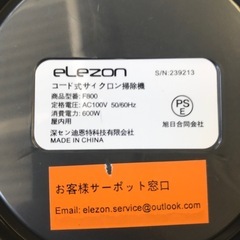 eLezon
S/N:239213
コード式サイクロン掃除機
商品型番: F800
定格電圧: AC100V 50/60Hz
消費電力: 600W
屋内用
PS
E
旭日合同会社
深セン迪恩特科技有限公司
MADE IN CHINA
お客様サーポット窓口
Email: elezon.service@outlook.com